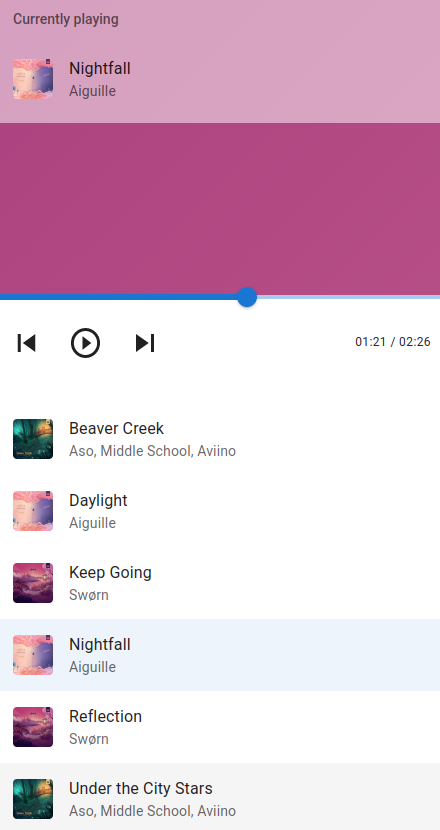 Currently playing
Nightfall
Aiguille
01:21 / 02:26
Beaver Creek
Aso, Middle School, Aviino
Daylight
Aiguille
Keep Going
Swørn
Nightfall
Aiguille
Reflection
Swørn
Under the City Stars
Aso, Middle School, Aviino